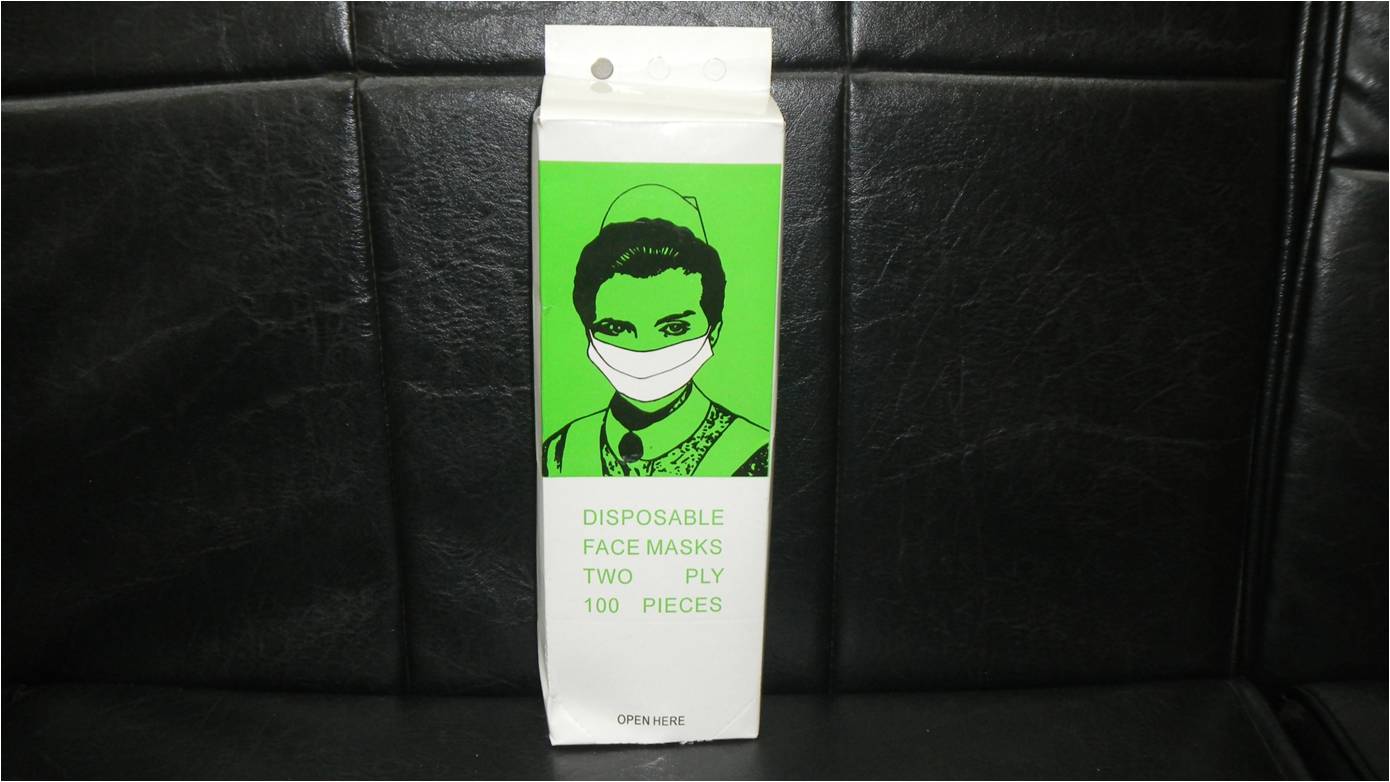 DISPOSABLE
FACE MASKS
TWO PLY
100 PIECES
OPEN HERE